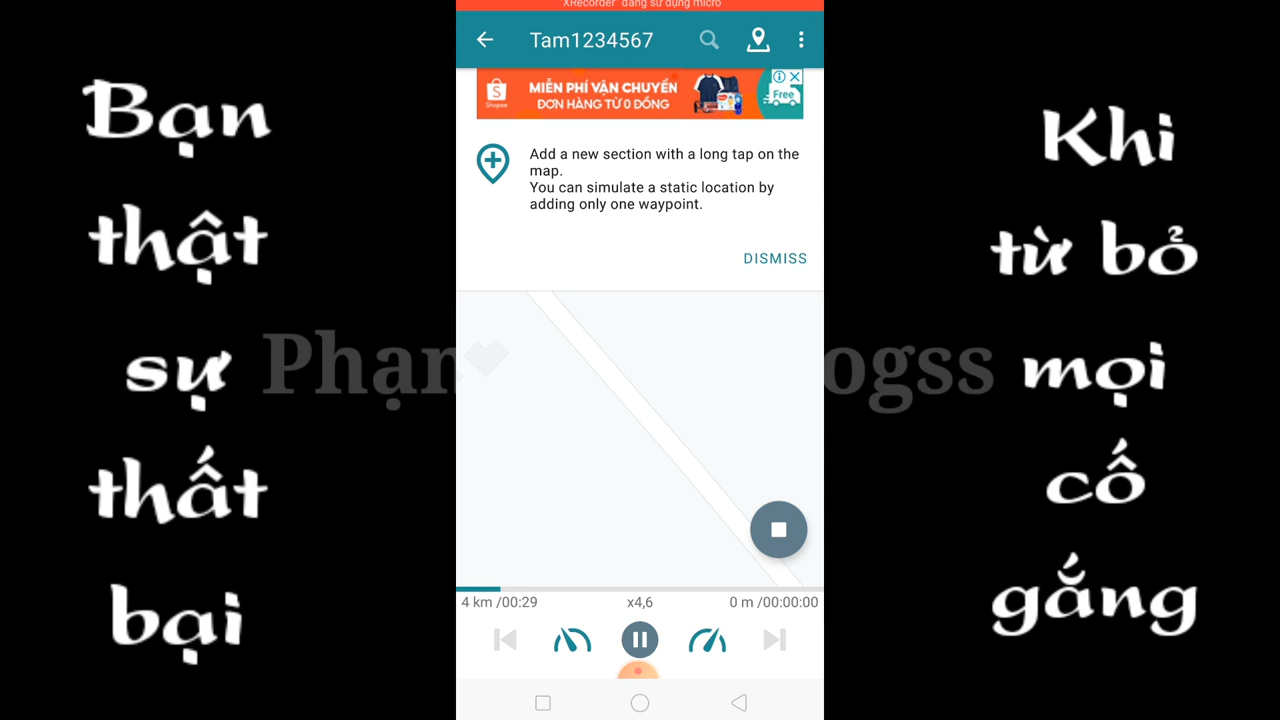 Bạn
thật
sự
thất
bại
XRecorder" đang sử dụng micro
Tam1234567
Shopee
MIỄN PHÍ VẬN CHUYỂN
ĐƠN HÀNG TỪ 0 ĐỒNG
Free
Add a new section with a long tap on the
map.
You can simulate a static location by
adding only one waypoint.
DISMISS
4 km /00:29
x4,6
0 m /00:00:00
Khi
từ bỏ
mọi
cố
gắng